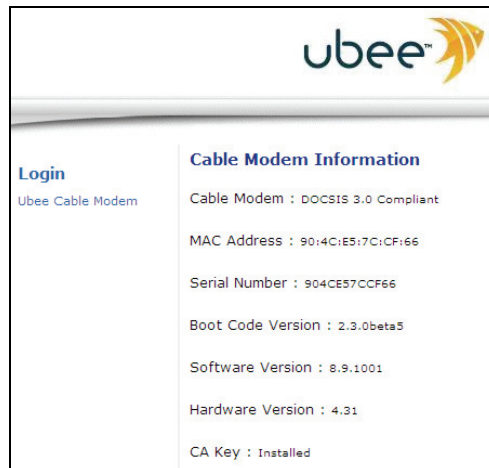 ubee™
Login
Ubee Cable Modem
Cable Modem Information
Cable Modem : DOCSIS 3.0 Compliant
MAC Address : 90:4C:E5:7C:CF:66
Serial Number : 904CE57CCF66
Boot Code Version : 2.3.0beta5
Software Version : 8.9.1001
Hardware Version : 4.31
CA Key : Installed